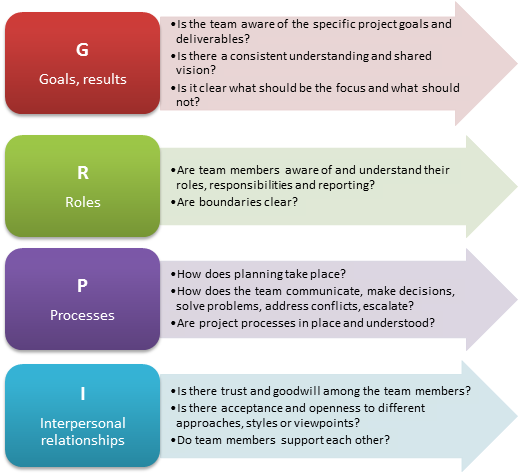 G
Goals, results
•Is the team aware of the specific project goals and
deliverables?
•Is there a consistent understanding and shared
vision?
•Is it clear what should be the focus and what should
not?
R
Roles
•Are team members aware of and understand their
roles, responsibilities and reporting?
•Are boundaries clear?
P
Processes
•How does planning take place?
•How does the team communicate, make decisions,
solve problems, address conflicts, escalate?
•Are project processes in place and understood?
I
Interpersonal
relationships
•Is there trust and goodwill among the team members?
•Is there acceptance and openness to different
approaches, styles or viewpoints?
•Do team members support each other?